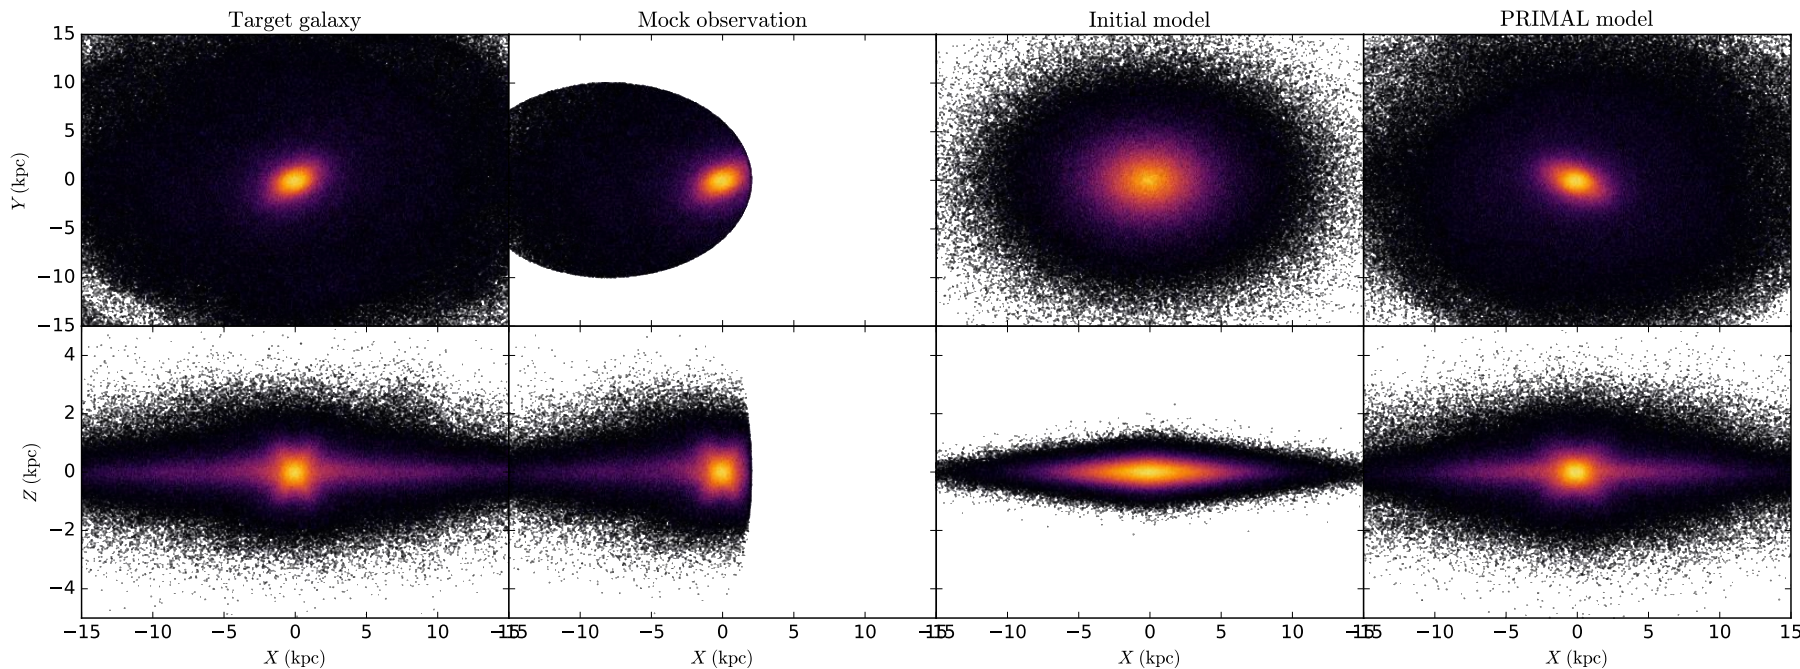 Target galaxy Mock observation Initial model PRIMAL model
15
10
5
Y (kpc)
0
−5
−10
−15
4
2
Z (kpc)
0
−2
−4
−15 −10 −5 0 5 10 15 −15 −10 −5 0 5 10 15 −15 −10 −5 0 5 10 15 −15 −10 −5 0 5 10 15
X (kpc) X (kpc) X (kpc) X (kpc)